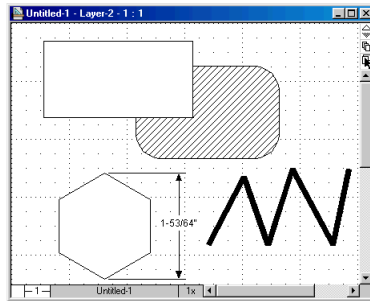 Untitled-1 - Layer-2 - 1 : 1
1-53/64"
1
Untitled-1
1x